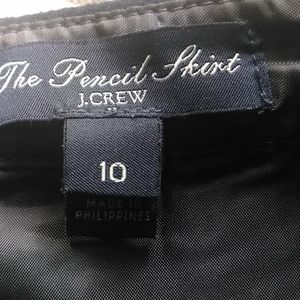 The Pencil Skirt
J.CREW
10
MADE IN
PHILIPPINES